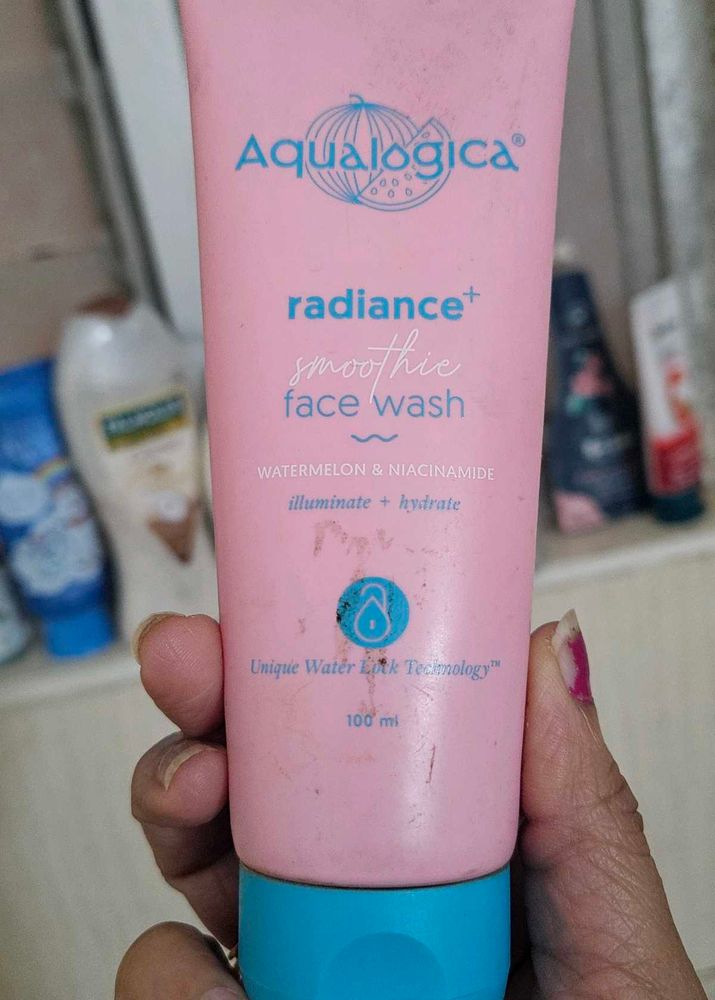 Aqualogica®
radiance+
smoothie
face wash
WATERMELON & NIACINAMIDE
illuminate + hydrate
Unique Water Lock Technology™
100 ml